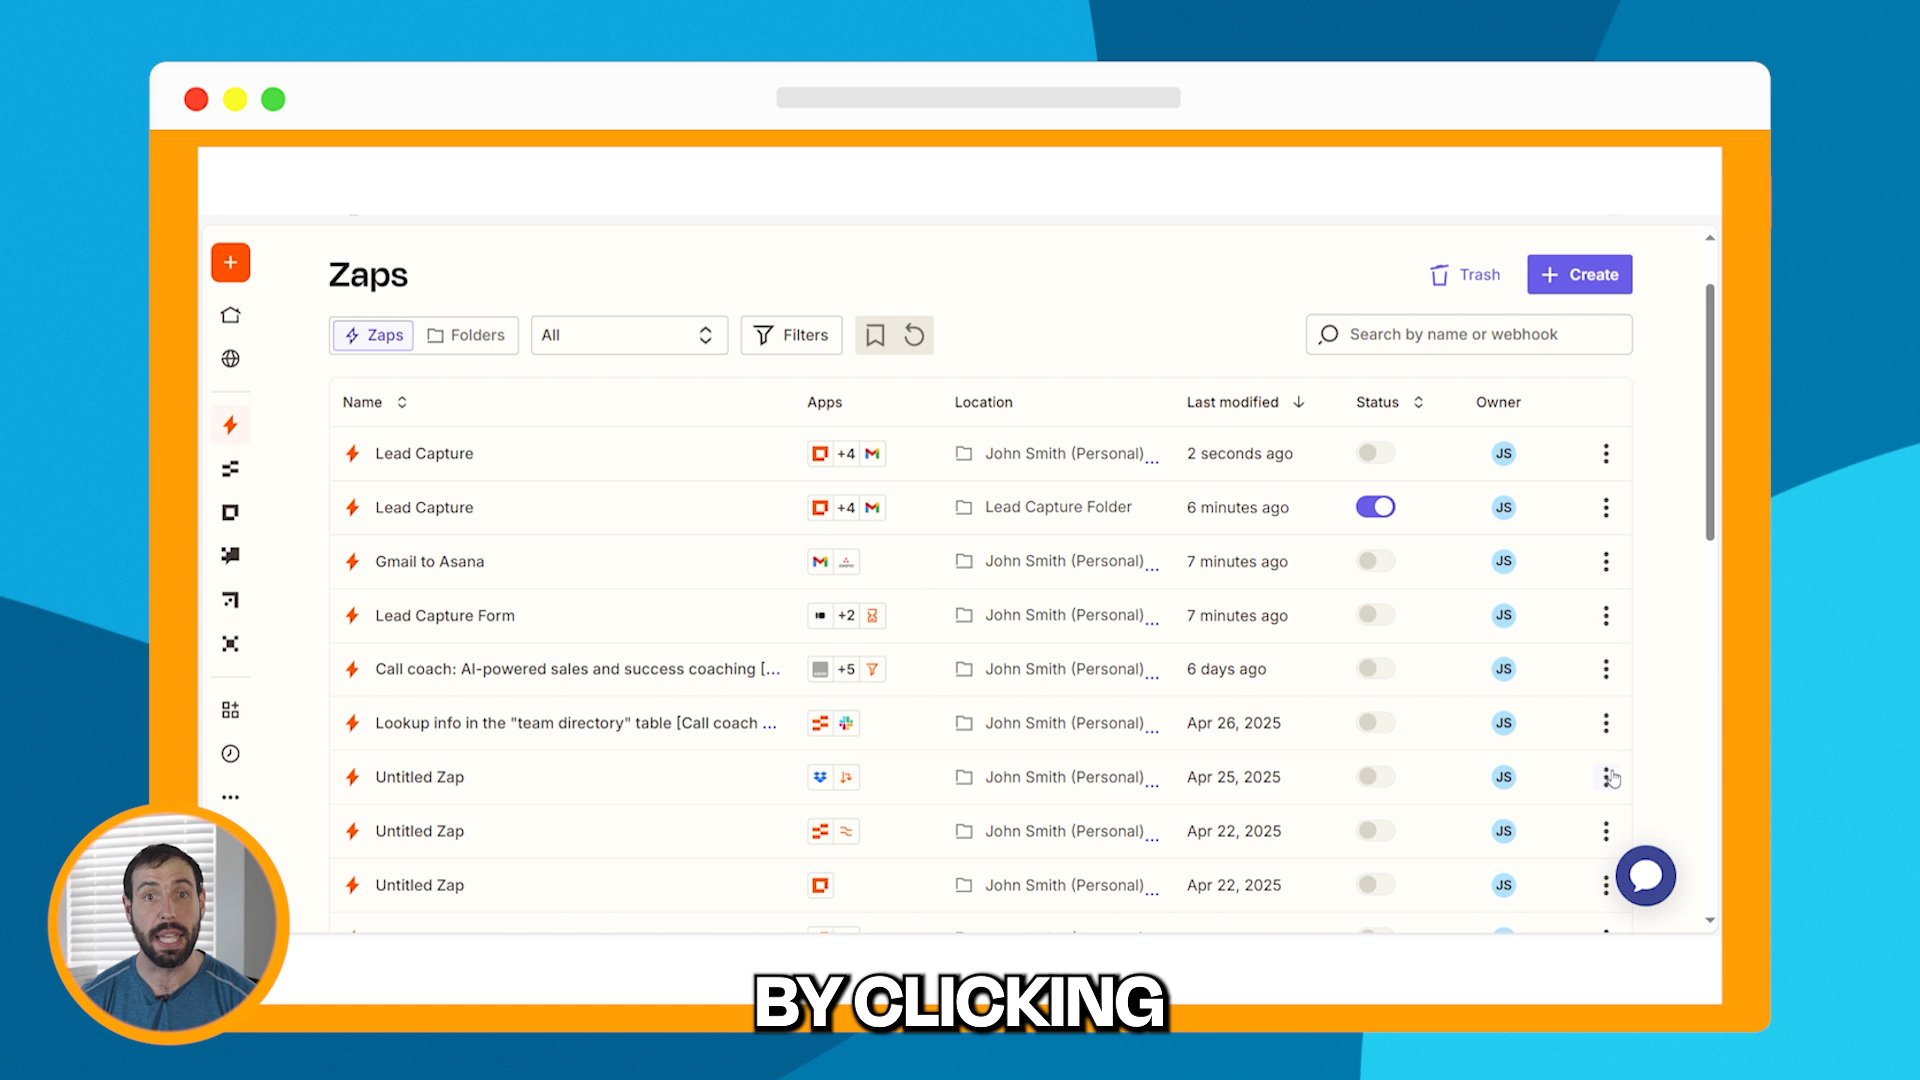 Zaps
Trash
+ Create
Zaps
Folders
All
Filters
Search by name or webhook
Name Apps Location Last modified Status Owner
Lead Capture +4 John Smith (Personal)... 2 seconds ago JS
Lead Capture +4 Lead Capture Folder 6 minutes ago JS
Gmail to Asana John Smith (Personal)... 7 minutes ago JS
Lead Capture Form +2 John Smith (Personal)... 7 minutes ago JS
Call coach: AI-powered sales and success coaching [... +5 John Smith (Personal)... 6 days ago JS
Lookup info in the "team directory" table [Call coach ... John Smith (Personal)... Apr 26, 2025 JS
Untitled Zap John Smith (Personal)... Apr 25, 2025 JS
Untitled Zap John Smith (Personal)... Apr 22, 2025 JS
Untitled Zap John Smith (Personal)... Apr 22, 2025 JS
BY CLICKING